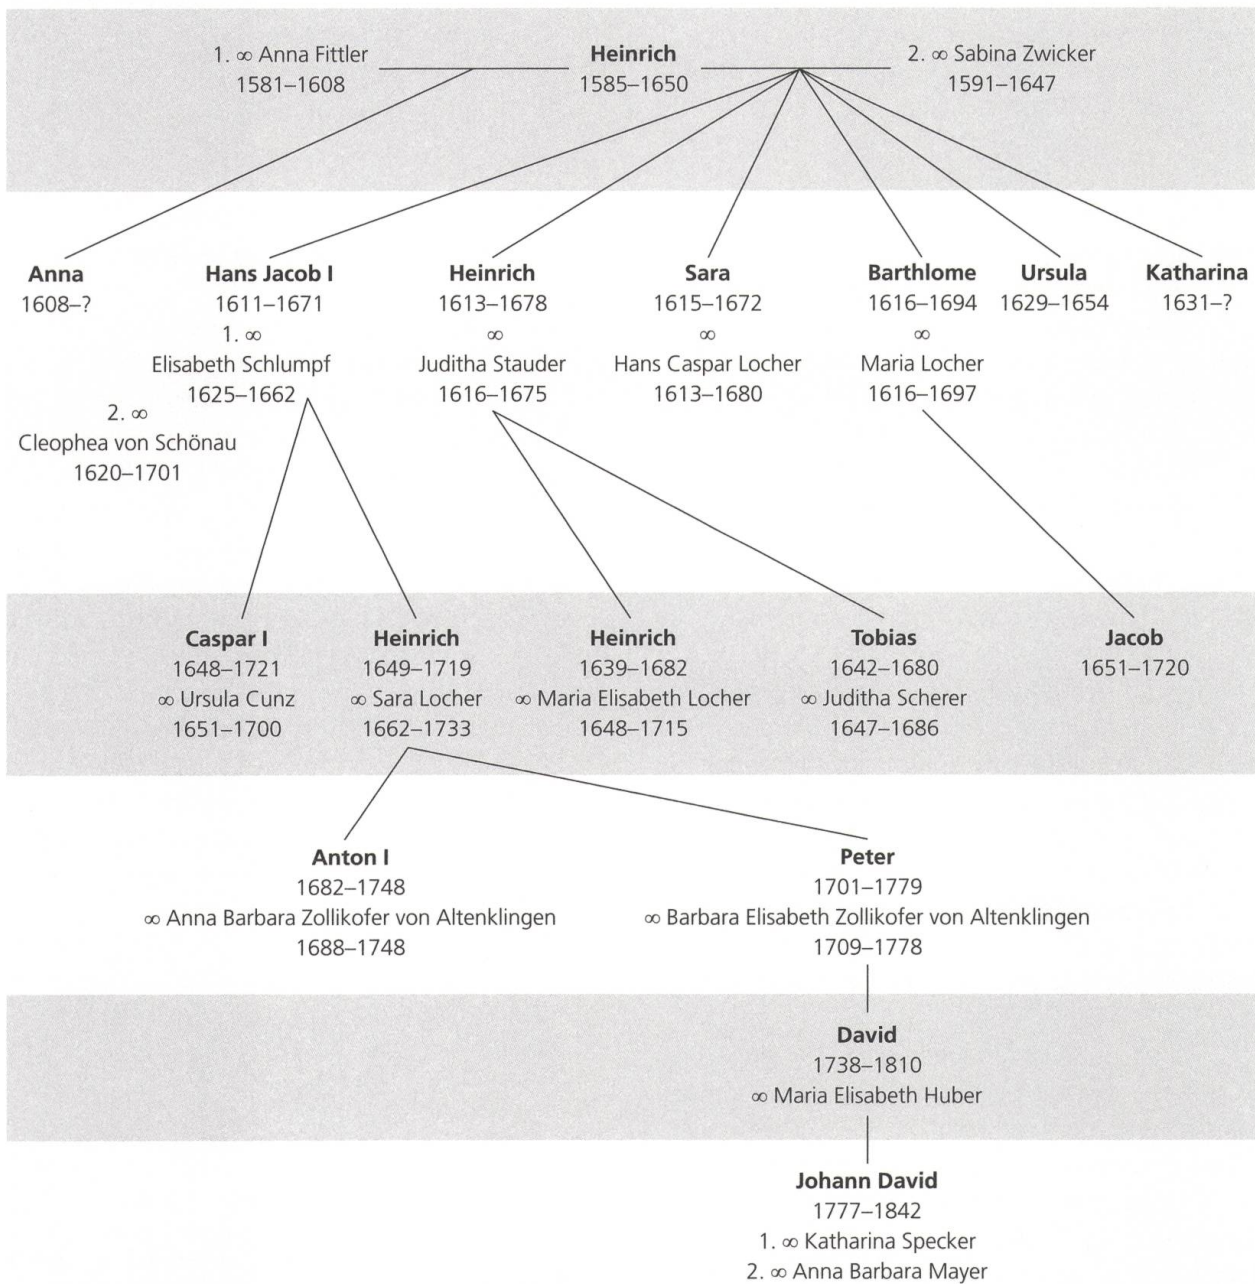 1. ∞ Anna Fittler
1581–1608
Heinrich
1585–1650
2. ∞ Sabina Zwicker
1591–1647
Anna
1608–?
Hans Jacob I
1611–1671
1. ∞
Elisabeth Schlumpf
1625–1662
2. ∞
Cleophea von Schönau
1620–1701
Heinrich
1613–1678
∞
Juditha Stauder
1616–1675
Sara
1615–1672
∞
Hans Caspar Locher
1613–1680
Barthlome
1616–1694
∞
Maria Locher
1616–1697
Ursula
1629–1654
Katharina
1631–?
Caspar I
1648–1721
∞ Ursula Cunz
1651–1700
Heinrich
1649–1719
∞ Sara Locher
1662–1733
Heinrich
1639–1682
∞ Maria Elisabeth Locher
1648–1715
Tobias
1642–1680
∞ Juditha Scherer
1647–1686
Jacob
1651–1720
Anton I
1682–1748
∞ Anna Barbara Zollikofer von Altenklingen
1688–1748
Peter
1701–1779
∞ Barbara Elisabeth Zollikofer von Altenklingen
1709–1778
David
1738–1810
∞ Maria Elisabeth Huber
Johann David
1777–1842
1. ∞ Katharina Specker
2. ∞ Anna Barbara Mayer